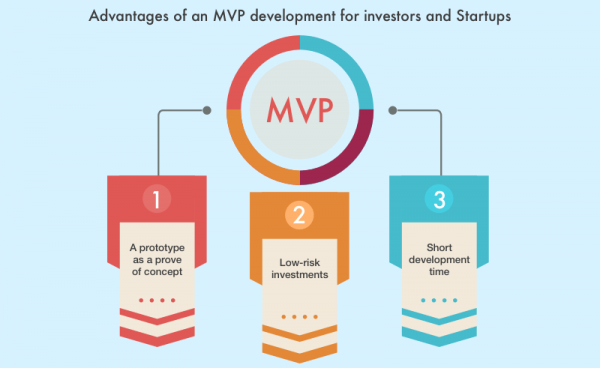 Advantages of an MVP development for investors and Startups
MVP
1
A prototype
as a prove
of concept
2
Low-risk
investments
3
Short
development
time